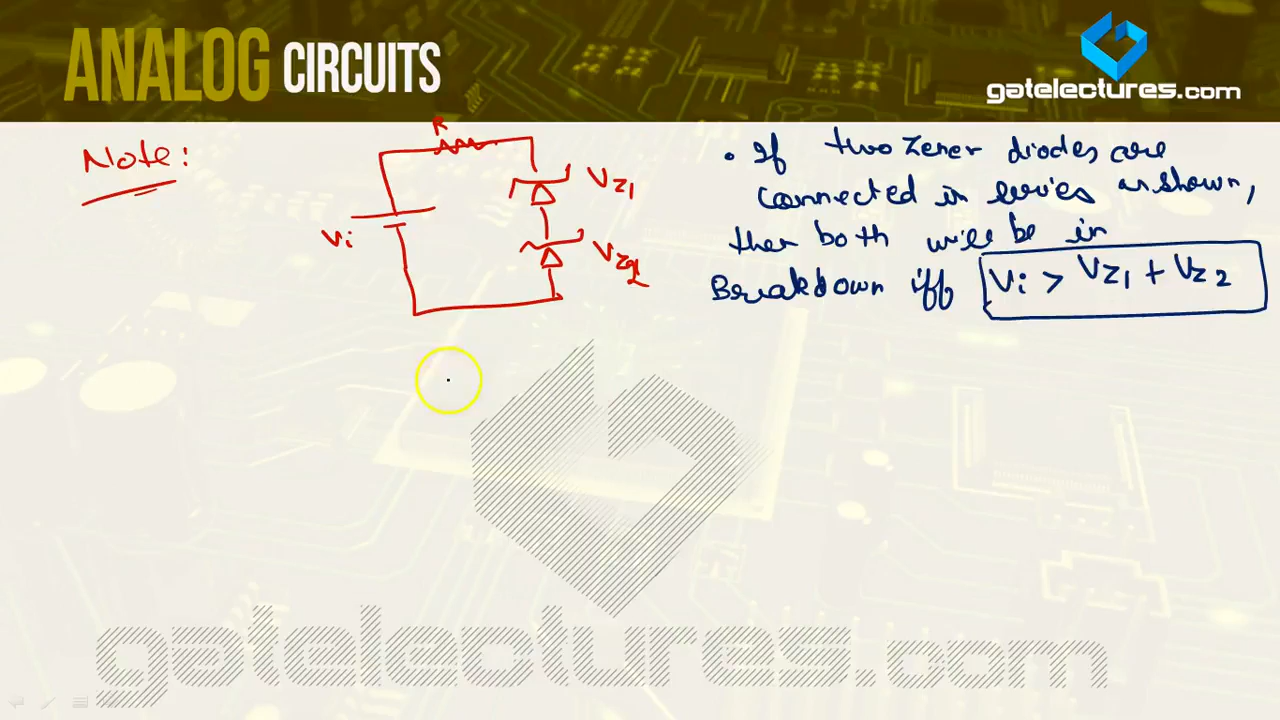 ANALOG CIRCUITS
gatelectures.com
Note:
R
Vi
VZ1
VZ2
• If two Zener diodes are
connected in series as shown,
then both will be in
Breakdown iff Vi > VZ1 + VZ2
gatelectures.com